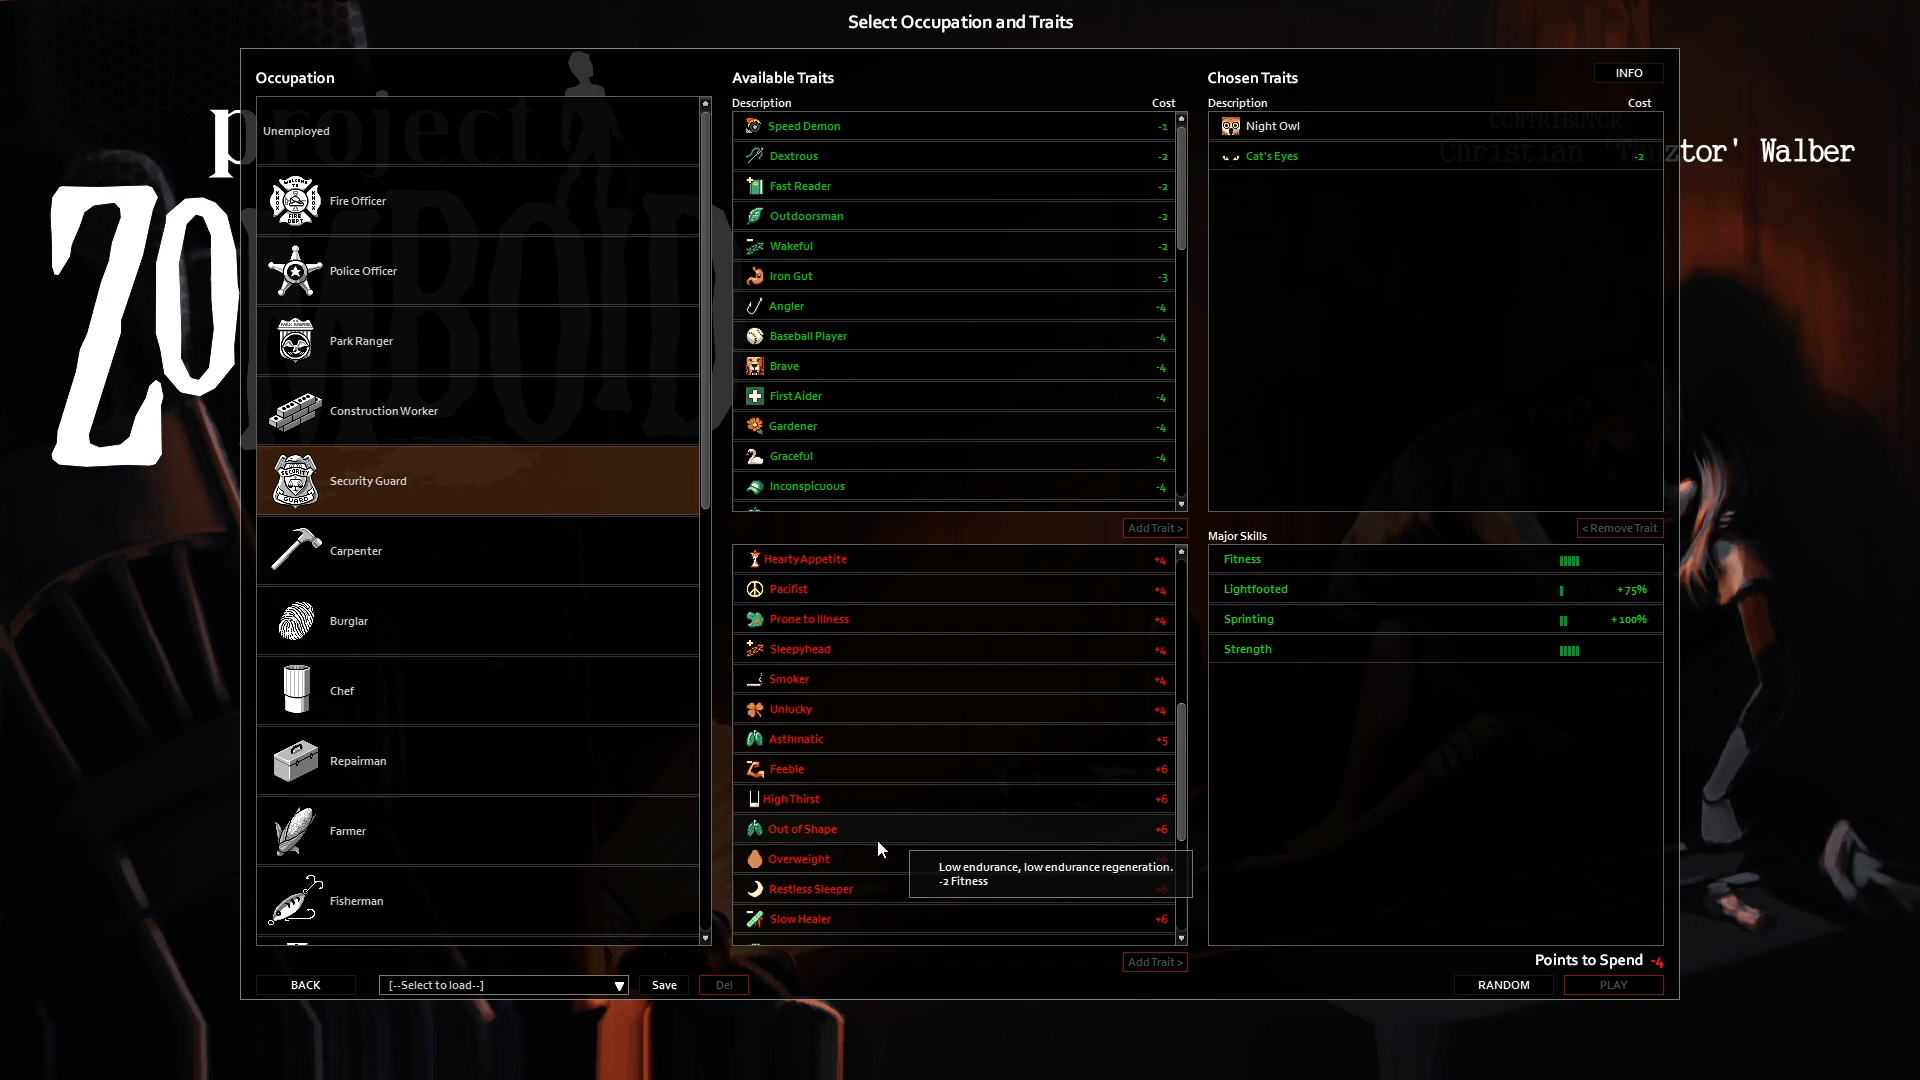 Select Occupation and Traits
project
ZOMBOID
CONTRIBUTOR
Christian 'Thuztor' Walber
Occupation
Unemployed
Fire Officer
Police Officer
Park Ranger
Construction Worker
Security Guard
Carpenter
Burglar
Chef
Repairman
Farmer
Fisherman
Available Traits
Description Cost
Speed Demon -1
Dextrous -2
Fast Reader -2
Outdoorsman -2
Wakeful -2
Iron Gut -3
Angler -4
Baseball Player -4
Brave -4
First Aider -4
Gardener -4
Graceful -4
Inconspicuous -4
Add Trait >
Hearty Appetite +4
Pacifist +4
Prone to Illness +4
Sleepyhead +4
Smoker +4
Unlucky +4
Asthmatic +5
Feeble +6
High Thirst +6
Out of Shape +6
Overweight +6
Restless Sleeper +6
Slow Healer +6
Low endurance, low endurance regeneration.
-2 Fitness
Add Trait >
Chosen Traits
INFO
Description Cost
Night Owl
Cat's Eyes -2
< Remove Trait
Major Skills
Fitness
Lightfooted +75%
Sprinting +100%
Strength
Points to Spend -4
BACK
[--Select to load--]
Save
Del
RANDOM
PLAY